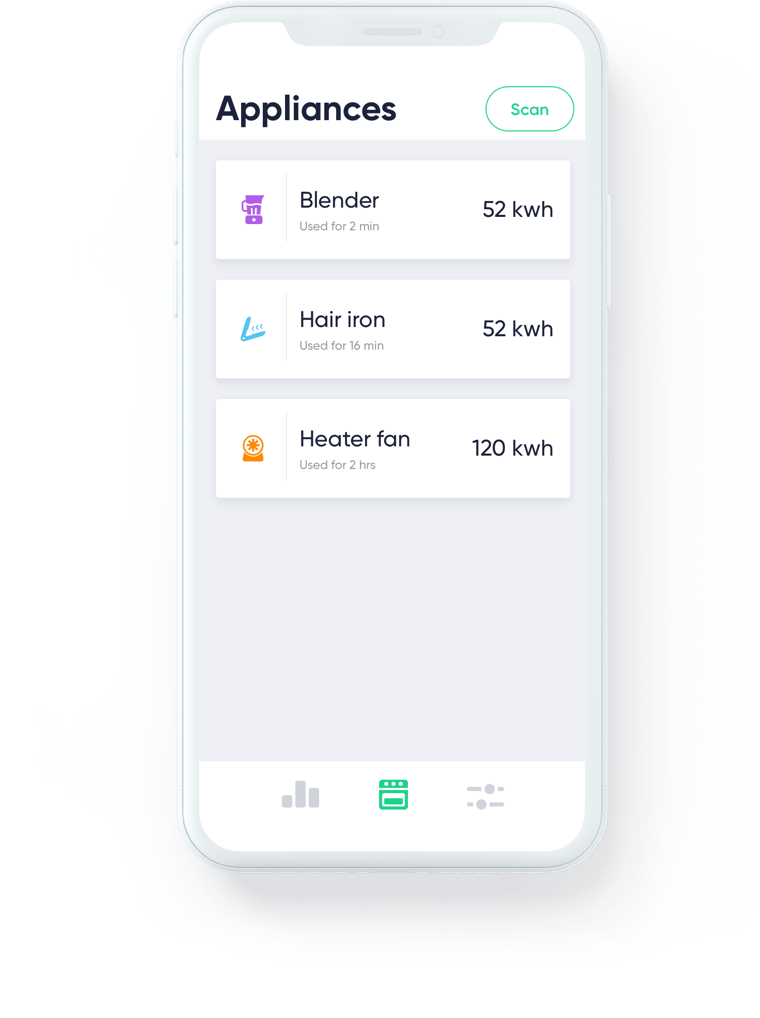 Appliances
Scan
Blender
Used for 2 min
52 kwh
Hair iron
Used for 16 min
52 kwh
Heater fan
Used for 2 hrs
120 kwh